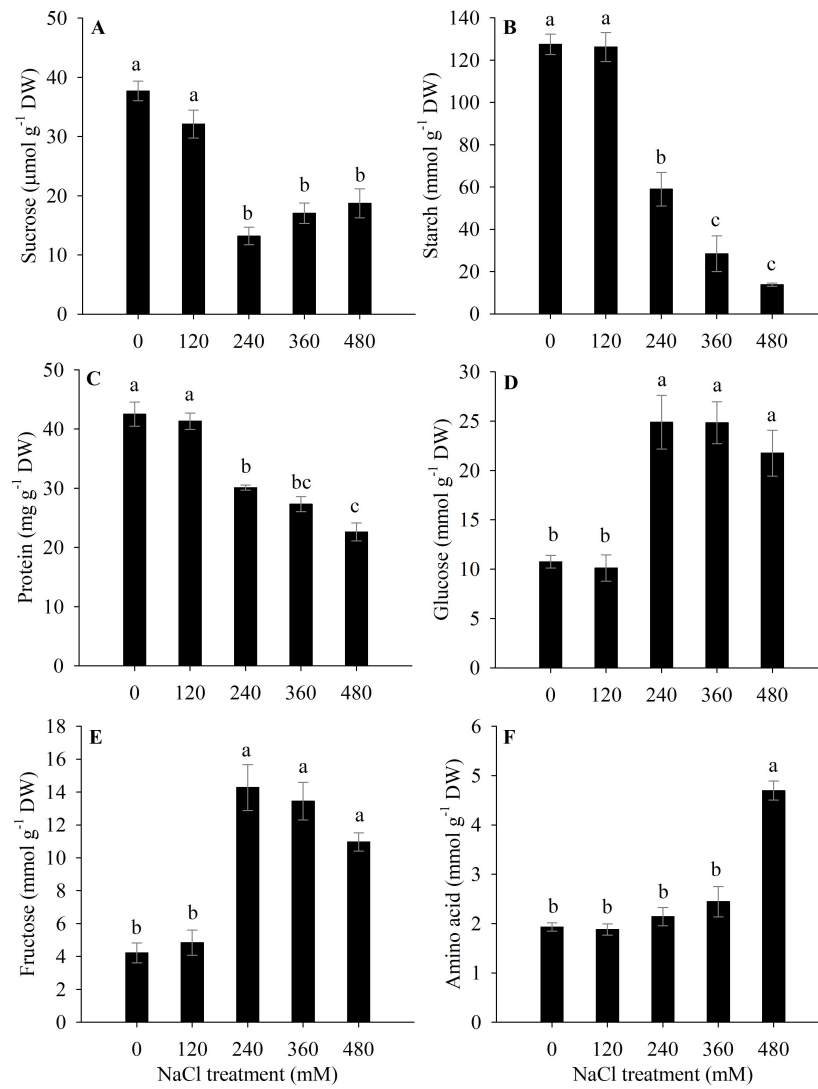 A
Sucrose (µmol g-1 DW)
50
40
30
20
10
0
a
a
b
b
b
0 120 240 360 480
B
Starch (mmol g-1 DW)
140
120
100
80
60
40
20
0
a
a
b
c
c
0 120 240 360 480
C
Protein (mg g-1 DW)
50
40
30
20
10
0
a
a
b
bc
c
0 120 240 360 480
D
Glucose (mmol g-1 DW)
30
25
20
15
10
5
0
b
b
a
a
a
0 120 240 360 480
E
Fructose (mmol g-1 DW)
18
16
14
12
10
8
6
4
2
0
b
b
a
a
a
0 120 240 360 480
NaCl treatment (mM)
F
Amino acid (mmol g-1 DW)
6
5
4
3
2
1
0
b
b
b
b
a
0 120 240 360 480
NaCl treatment (mM)